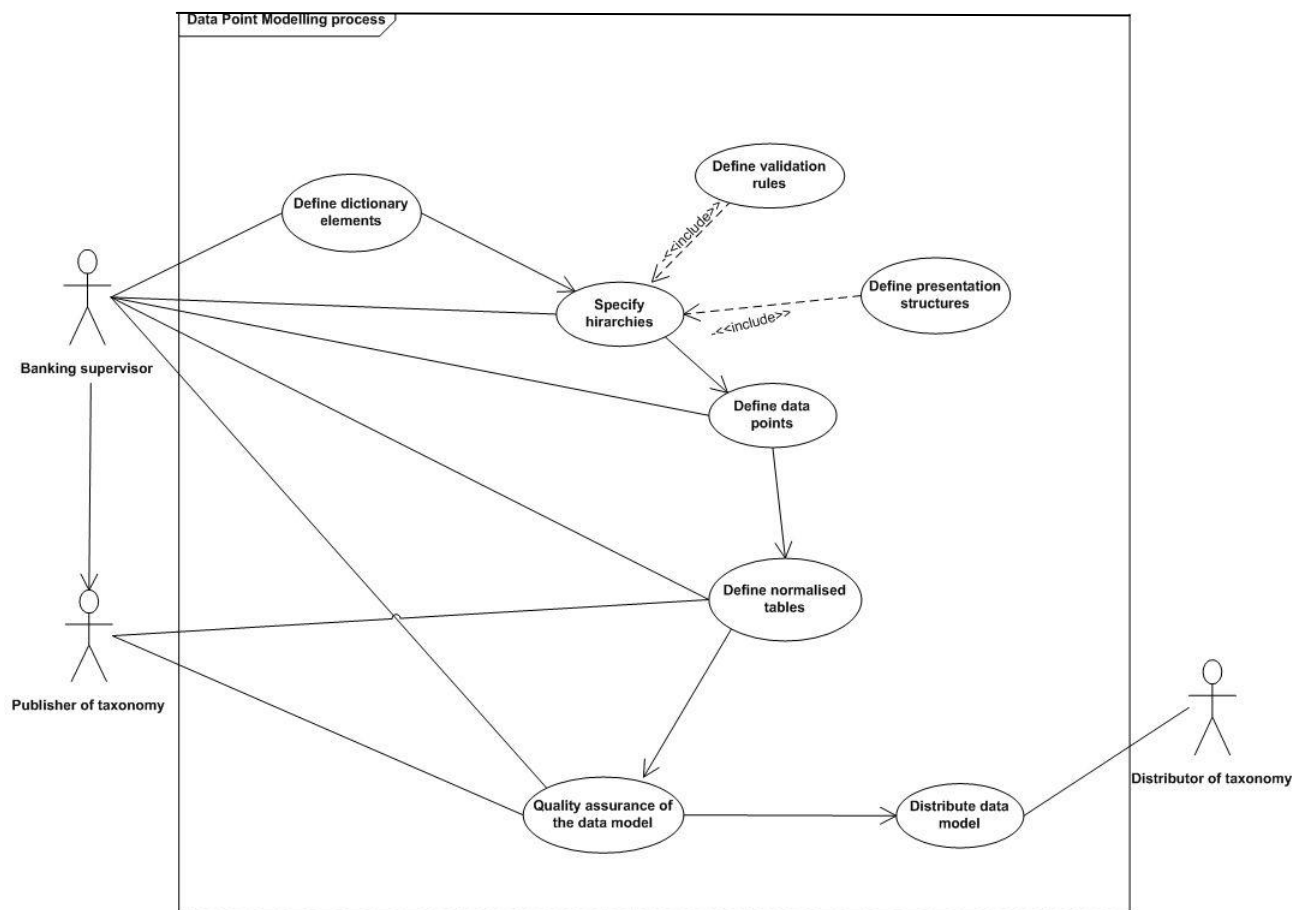 Data Point Modelling process
Define validation
rules
Define dictionary
elements
<<include>>
Define presentation
structures
Specify
hirarchies
-<<include>>
Banking supervisor
Define data
points
Define normalised
tables
Publisher of taxonomy
Distributor of taxonomy
Quality assurance of
the data model
Distribute data
model